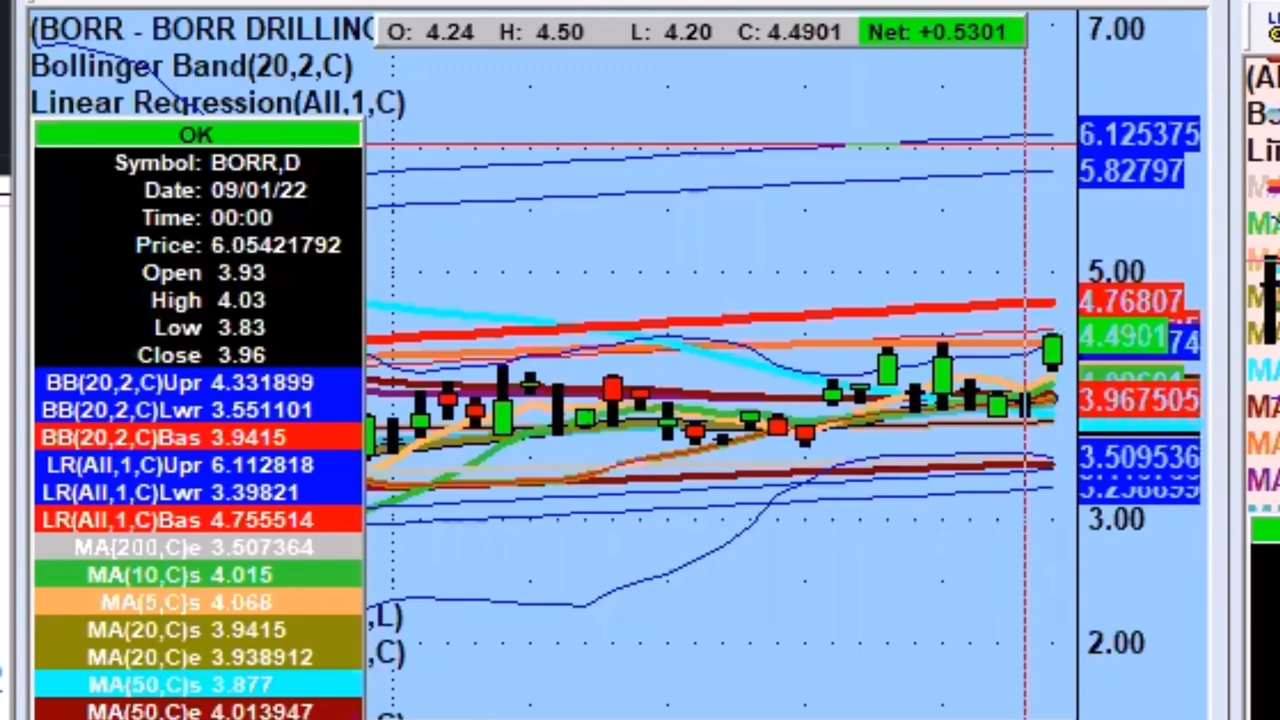 (BORR - BORR DRILLING
O: 4.24 H: 4.50 L: 4.20 C: 4.4901 Net: +0.5301
Bollinger Band(20,2,C)
Linear Regression(All,1,C)
OK
Symbol: BORR,D
Date: 09/01/22
Time: 00:00
Price: 6.05421792
Open 3.93
High 4.03
Low 3.83
Close 3.96
BB(20,2,C)Upr 4.331899
BB(20,2,C)Lwr 3.551101
BB(20,2,C)Bas 3.9415
LR(All,1,C)Upr 6.112818
LR(All,1,C)Lwr 3.39821
LR(All,1,C)Bas 4.755514
MA(200,C)e 3.507364
MA(10,C)s 4.015
MA(5,C)s 4.068
MA(20,C)s 3.9415
MA(20,C)e 3.938912
MA(50,C)s 3.877
MA(50,C)e 4.013947
,L)
,C)
7.00
6.125375
5.82797
5.00
4.76807
4.4901
74
3.967505
3.509536
3.00
2.00